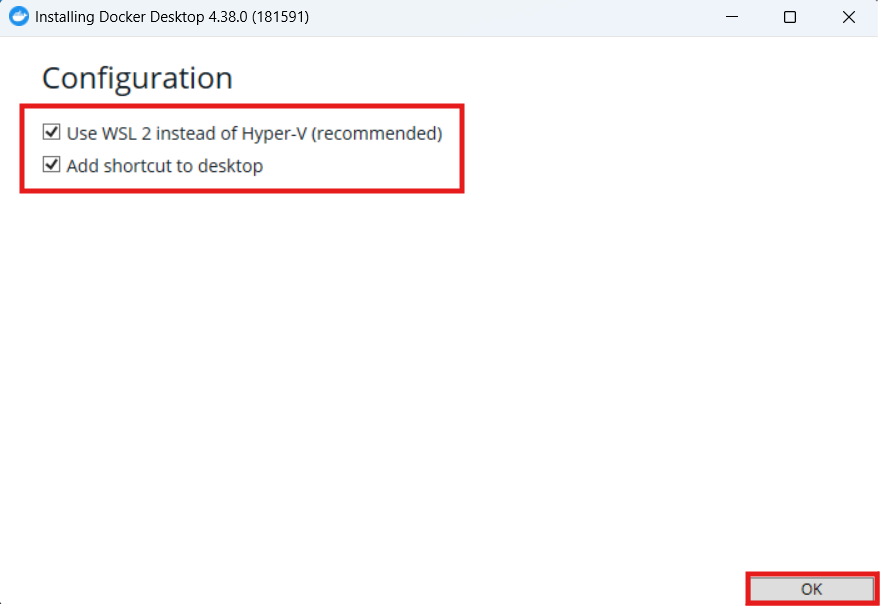 Installing Docker Desktop 4.38.0 (181591)
Configuration
Use WSL 2 instead of Hyper-V (recommended)
Add shortcut to desktop
OK